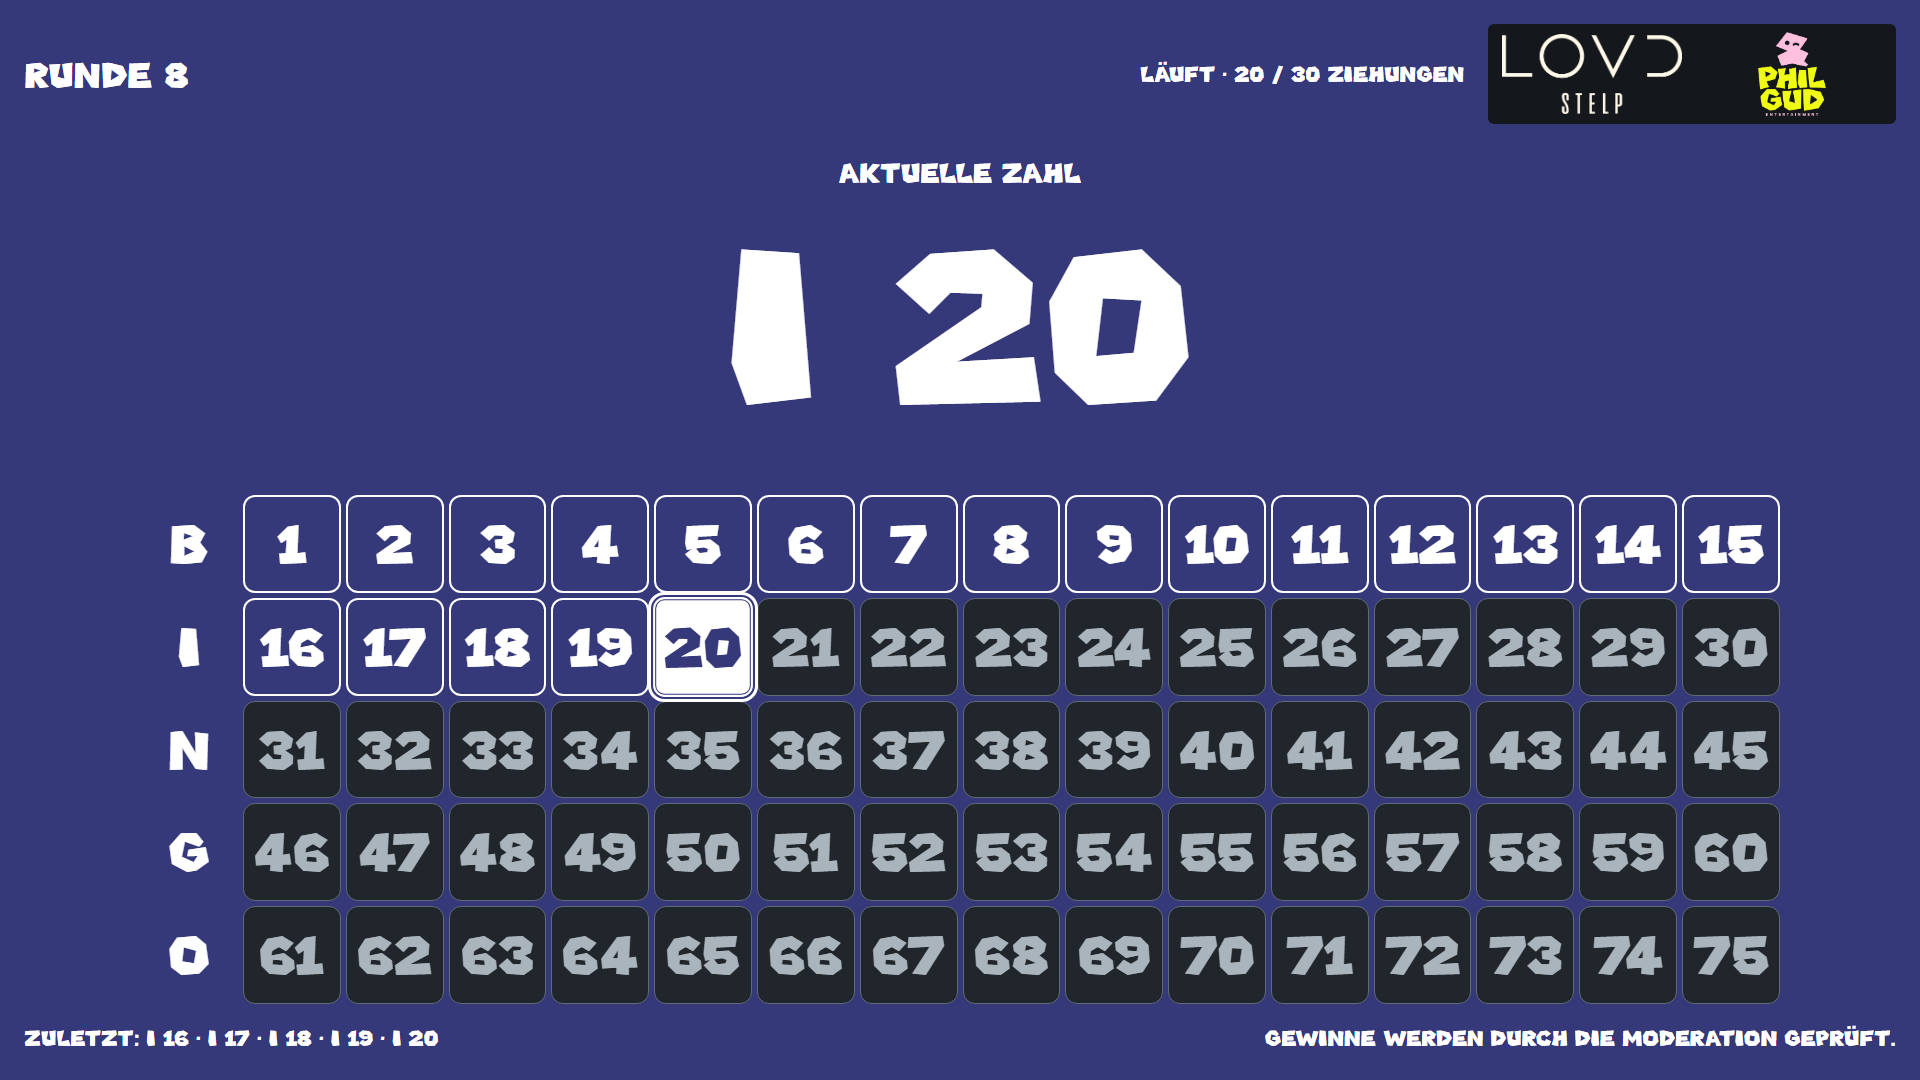 RUNDE 8
LÄUFT · 20 / 30 ZIEHUNGEN
LOVD
STELP
PHIL
GUD
ENTERTAINMENT
AKTUELLE ZAHL
I 20
B 1 2 3 4 5 6 7 8 9 10 11 12 13 14 15
I 16 17 18 19 20 21 22 23 24 25 26 27 28 29 30
N 31 32 33 34 35 36 37 38 39 40 41 42 43 44 45
G 46 47 48 49 50 51 52 53 54 55 56 57 58 59 60
O 61 62 63 64 65 66 67 68 69 70 71 72 73 74 75
ZULETZT: I 16 · I 17 · I 18 · I 19 · I 20
GEWINNE WERDEN DURCH DIE MODERATION GEPRÜFT.